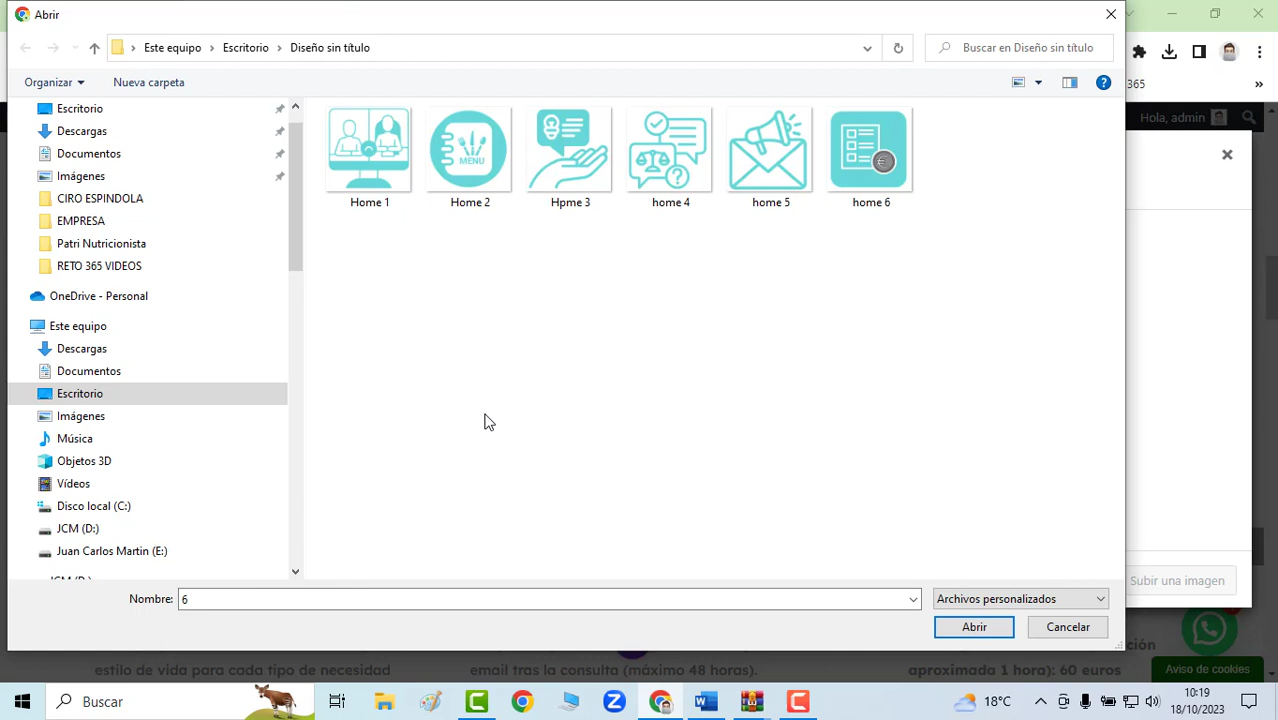 Abrir
Este equipo
Escritorio
Diseño sin título
Buscar en Diseño sin título
Organizar
Nueva carpeta
365
Hola, admin
Escritorio
Descargas
Documentos
Imágenes
CIRO ESPINDOLA
EMPRESA
Patri Nutricionista
RETO 365 VIDEOS
OneDrive - Personal
Este equipo
Descargas
Documentos
Escritorio
Imágenes
Música
Objetos 3D
Vídeos
Disco local (C:)
JCM (D:)
Juan Carlos Martin (E:)
MENU
Home 1
Home 2
Hpme 3
home 4
home 5
home 6
Nombre:
6
Archivos personalizados
Abrir
Cancelar
Subir una imagen
estilo de vida para cada tipo de necesidad
email tras la consulta (máximo 48 horas).
aproximada 1 hora): 60 euros
Aviso de cookies
Buscar
18°C
10:19
18/10/2023